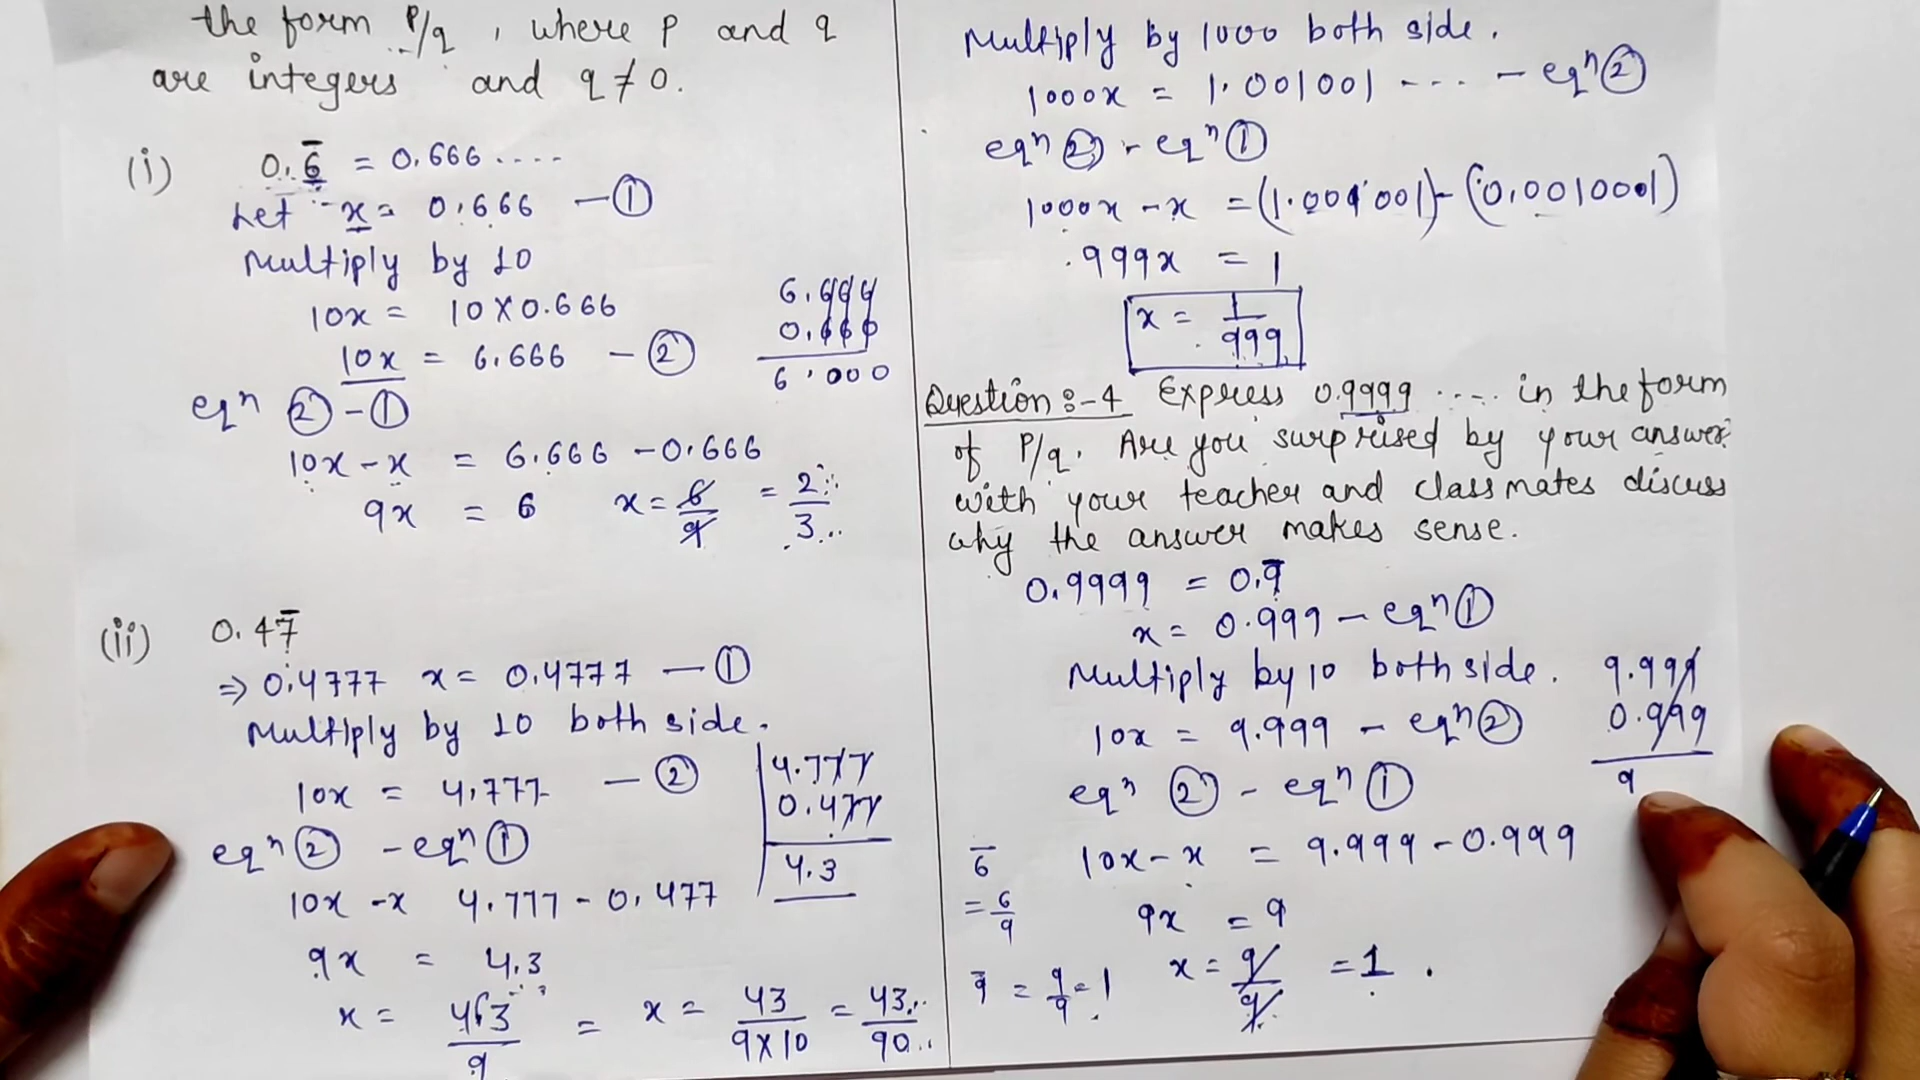 the form P/q, where P and q
are integers and q ≠ 0.
(i) 0.6̅ = 0.666....
Let x = 0.666 — ①
Multiply by 10
10x = 10 X 0.666
10x = 6.666 — ②
6.666
0.666
6.000
eqⁿ ② - ①
10x - x = 6.666 - 0.666
9x = 6 x = 6/9 = 2/3
(ii) 0.47̅
⇒ 0.4777 x = 0.4777 — ①
Multiply by 10 both side.
10x = 4.777 — ②
4.777
0.477
4.3
eqⁿ ② - eqⁿ ①
10x - x 4.777 - 0.477
9x = 4.3
x = 4.3/9 = x = 43/9X10 = 43/90
Multiply by 1000 both side.
1000x = 1.001001 ---- - eqⁿ ②
eqⁿ ② - eqⁿ ①
1000x - x = (1.001001) - (0.001001)
999x = 1
x = 1/999
Question :- 4 Express 0.9999 ..... in the form
of P/q. Are you surprised by your answer
with your teacher and classmates discuss
why the answer makes sense.
0.9999 = 0.9̅
x = 0.999 - eqⁿ ①
Multiply by 10 both side.
10x = 9.999 - eqⁿ ②
9.999
0.999
9
eqⁿ ② - eqⁿ ①
10x - x = 9.999 - 0.999
9x = 9
x = 9/9 = 1.
6̅
= 6/9
9̅ = 9/9 = 1